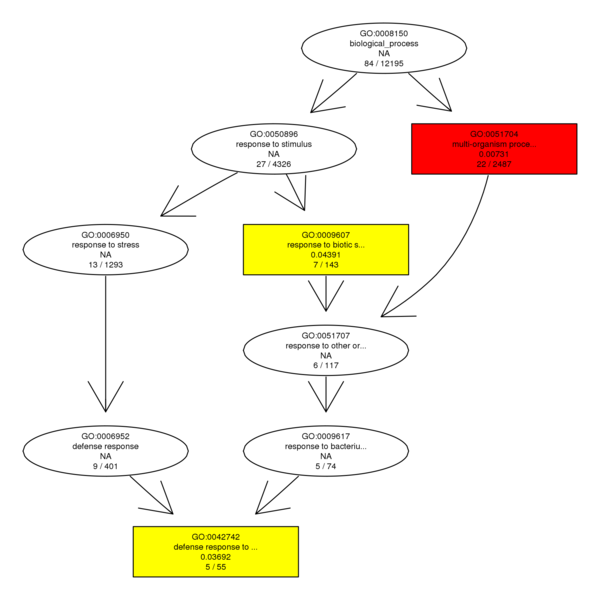 GO:0008150
biological_process
NA
84 / 12195
GO:0050896
response to stimulus
NA
27 / 4326
GO:0051704
multi-organism proce...
0.00731
22 / 2467
GO:0006950
response to stress
NA
13 / 1293
GO:0009607
response to biotic s...
0.04391
7 / 143
GO:0051707
response to other or...
NA
6 / 117
GO:0006952
defense response
NA
9 / 401
GO:0009617
response to bacteriu...
NA
5 / 74
GO:0042742
defense response to ...
0.03692
5 / 55